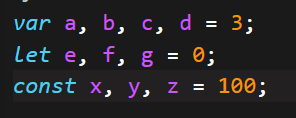 var a, b, c, d = 3;
let e, f, g = 0;
const x, y, z = 100;